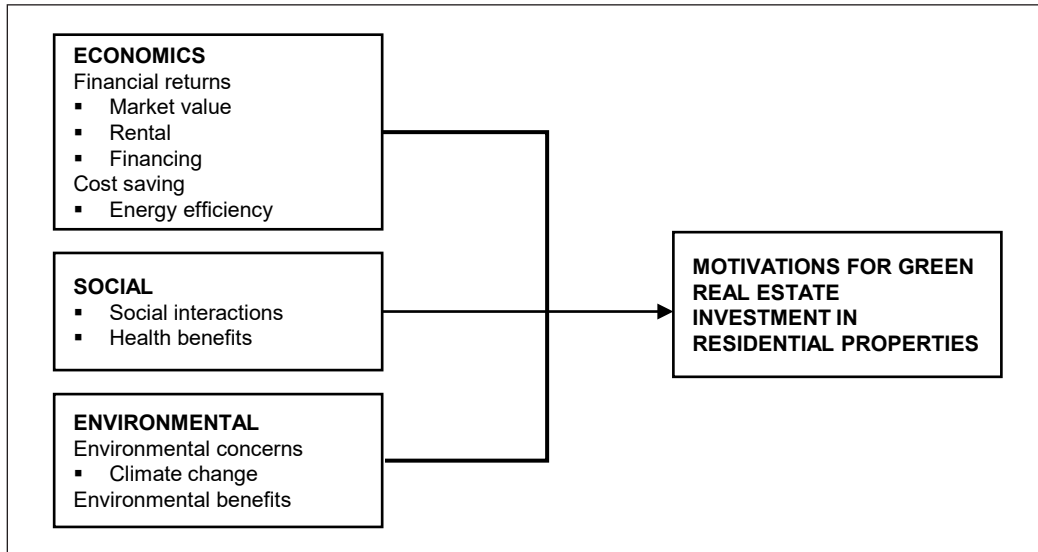 ECONOMICS
Financial returns
▪ Market value
▪ Rental
▪ Financing
Cost saving
▪ Energy efficiency
SOCIAL
▪ Social interactions
▪ Health benefits
ENVIRONMENTAL
Environmental concerns
▪ Climate change
Environmental benefits
MOTIVATIONS FOR GREEN
REAL ESTATE
INVESTMENT IN
RESIDENTIAL PROPERTIES